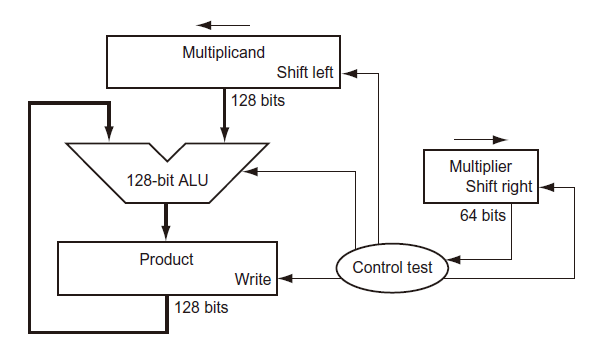 Multiplicand
Shift left
128 bits
128-bit ALU
Multiplier
Shift right
64 bits
Product
Write
Control test
128 bits